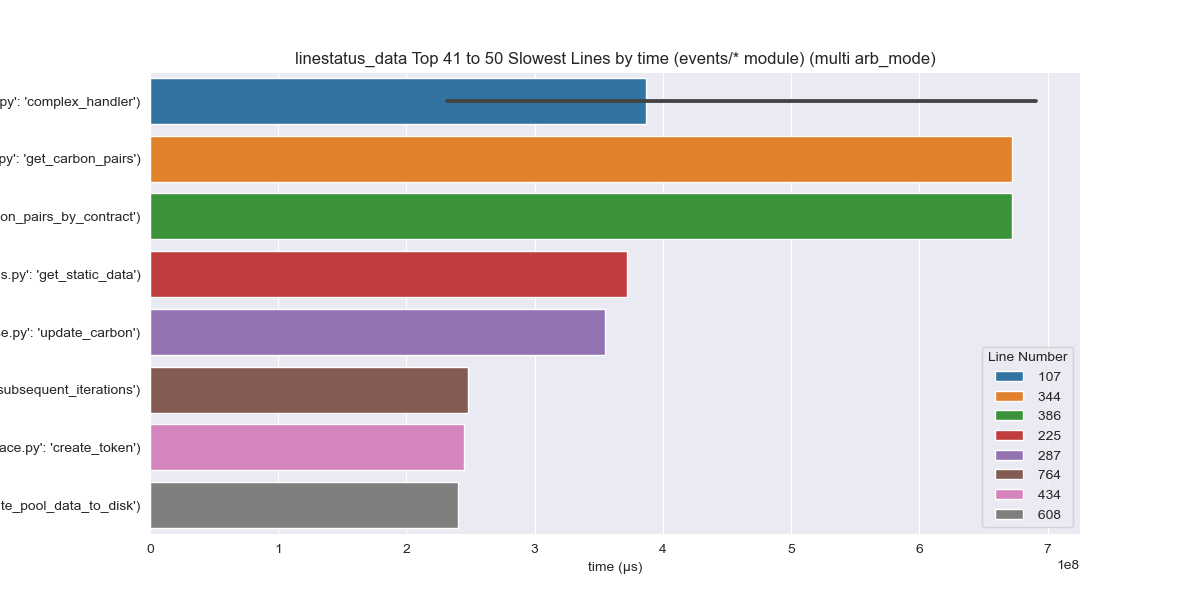 linestatus_data Top 41 to 50 Slowest Lines by time (events/* module) (multi arb_mode)
py': 'complex_handler')
py': 'get_carbon_pairs')
on_pairs_by_contract')
s.py': 'get_static_data')
e.py': 'update_carbon')
subsequent_iterations')
ace.py': 'create_token')
te_pool_data_to_disk')
Line Number
107
344
386
225
287
764
434
608
0 1 2 3 4 5 6 7
1e8
time (µs)